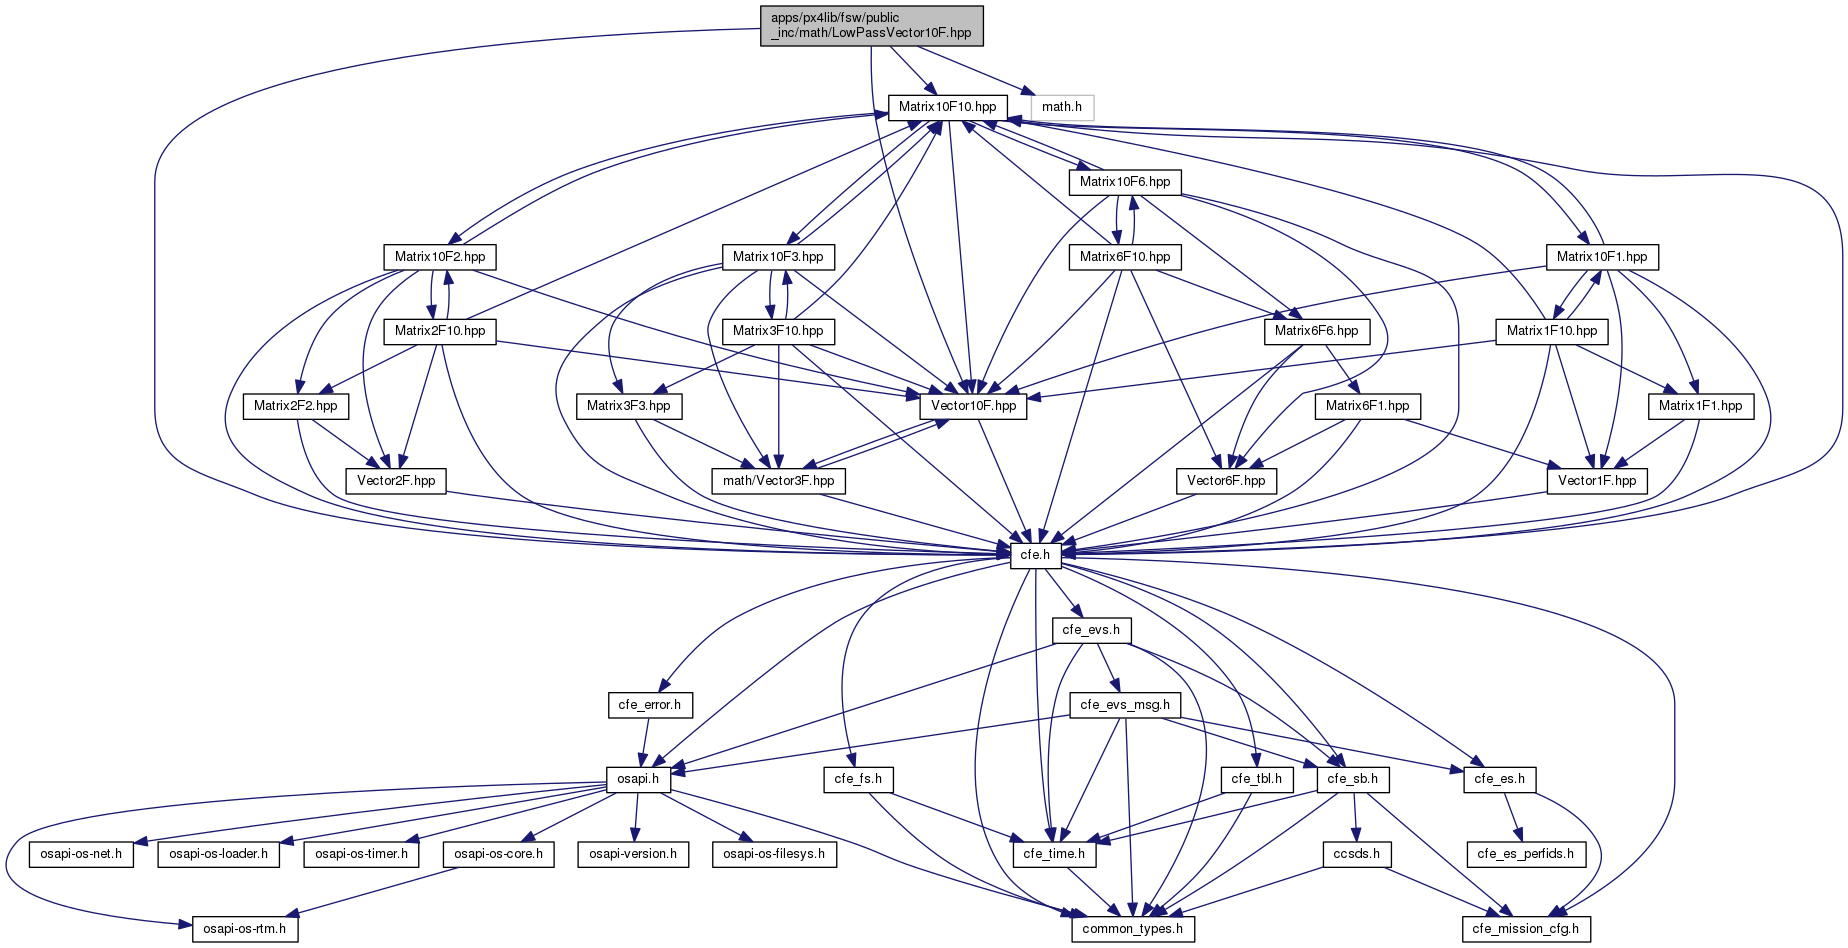 apps/px4lib/fsw/public
_inc/math/LowPassVector10F.hpp
Matrix10F10.hpp
math.h
Matrix10F6.hpp
Matrix10F2.hpp
Matrix10F3.hpp
Matrix6F10.hpp
Matrix10F1.hpp
Matrix2F10.hpp
Matrix3F10.hpp
Matrix6F6.hpp
Matrix1F10.hpp
Matrix2F2.hpp
Matrix3F3.hpp
Vector10F.hpp
Matrix6F1.hpp
Matrix1F1.hpp
Vector2F.hpp
math/Vector3F.hpp
Vector6F.hpp
Vector1F.hpp
cfe.h
cfe_evs.h
cfe_error.h
cfe_evs_msg.h
osapi.h
cfe_fs.h
cfe_tbl.h
cfe_sb.h
cfe_es.h
osapi-os-net.h
osapi-os-loader.h
osapi-os-timer.h
osapi-os-core.h
osapi-version.h
osapi-os-filesys.h
cfe_time.h
ccsds.h
cfe_es_perfids.h
osapi-os-rtm.h
common_types.h
cfe_mission_cfg.h